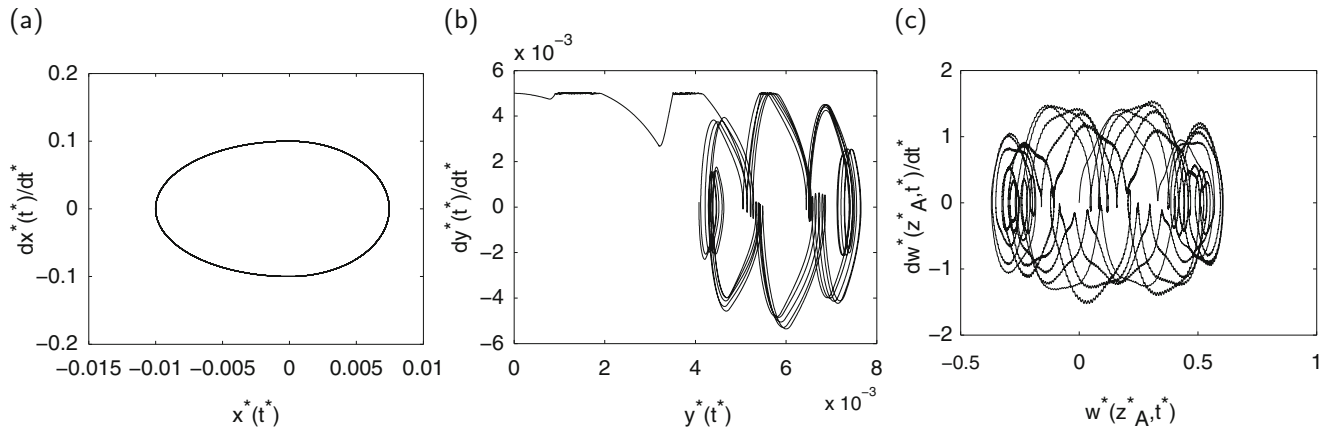 (a)
0.2
0.1
0
−0.1
−0.2
−0.015
−0.01
−0.005
0
0.005
0.01
dx*(t*)/dt*
x*(t*)
(b)
x 10−3
6
4
2
0
−2
−4
−6
0
2
4
6
8
x 10−3
dy*(t*)/dt*
y*(t*)
(c)
2
1
0
−1
−2
−0.5
0
0.5
1
dw*(z*A,t*)/dt*
w*(z*A,t*)